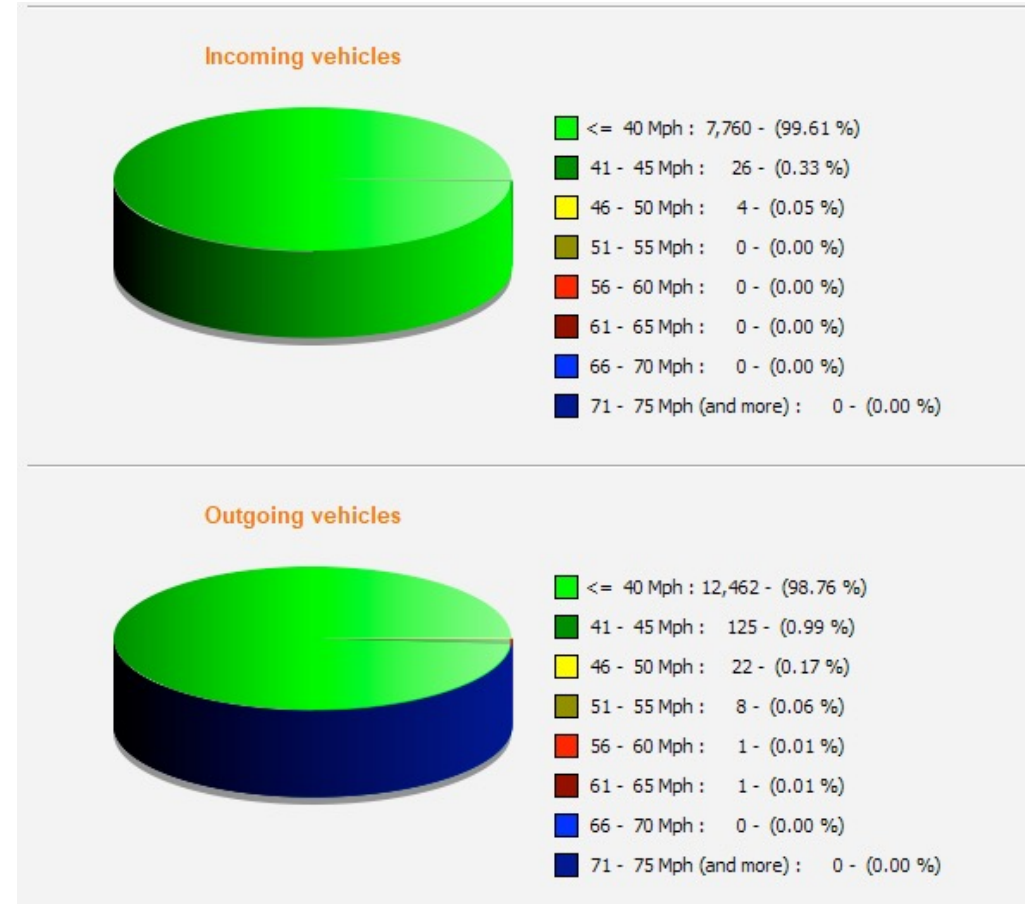 Incoming vehicles
<= 40 Mph : 7,760 - (99.61 %)
41 - 45 Mph : 26 - (0.33 %)
46 - 50 Mph : 4 - (0.05 %)
51 - 55 Mph : 0 - (0.00 %)
56 - 60 Mph : 0 - (0.00 %)
61 - 65 Mph : 0 - (0.00 %)
66 - 70 Mph : 0 - (0.00 %)
71 - 75 Mph (and more) : 0 - (0.00 %)
Outgoing vehicles
<= 40 Mph : 12,462 - (98.76 %)
41 - 45 Mph : 125 - (0.99 %)
46 - 50 Mph : 22 - (0.17 %)
51 - 55 Mph : 8 - (0.06 %)
56 - 60 Mph : 1 - (0.01 %)
61 - 65 Mph : 1 - (0.01 %)
66 - 70 Mph : 0 - (0.00 %)
71 - 75 Mph (and more) : 0 - (0.00 %)